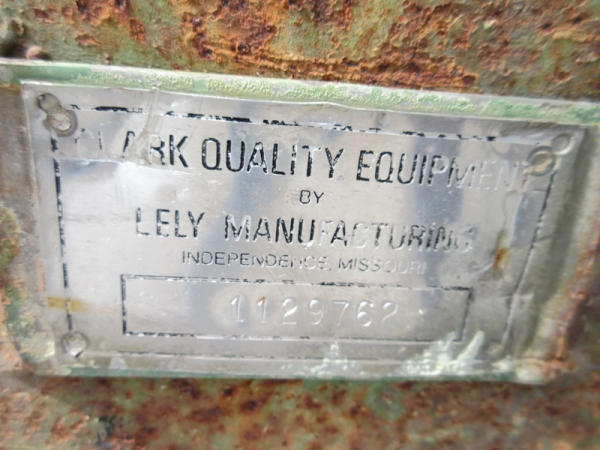 CLARK QUALITY EQUIPMENT
BY
LELY MANUFACTURING
INDEPENDENCE, MISSOURI
1129762